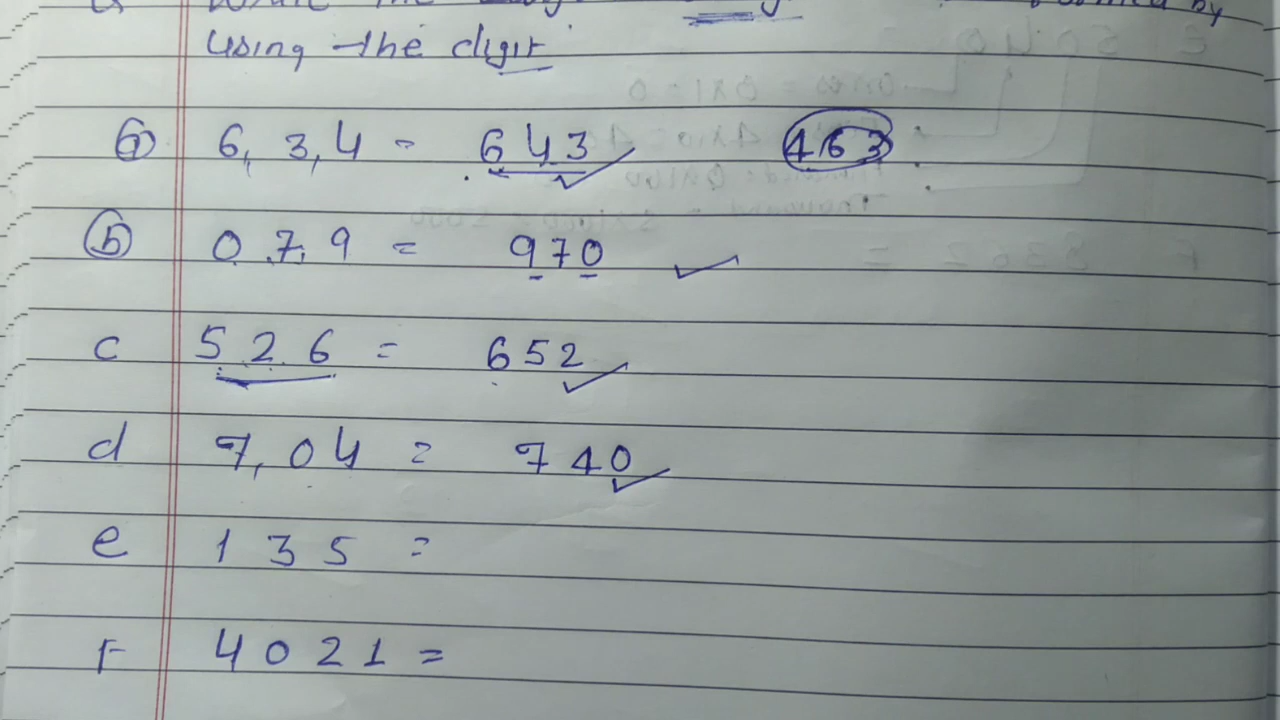 using the digit
a 6, 3, 4 = 643 463
b 0 7, 9 = 970
c 5 2 6 = 652
d 7, 0 4 = 740
e 1 3 5 =
F 4 0 2 1 =